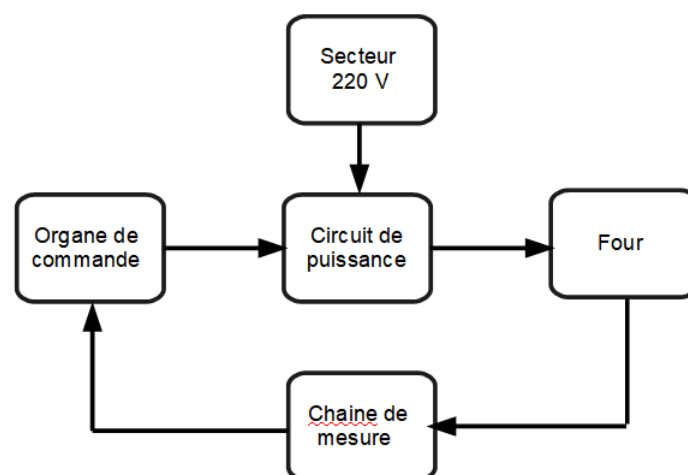 Secteur
220 V
Organe de
commande
Circuit de
puissance
Four
Chaine de
mesure